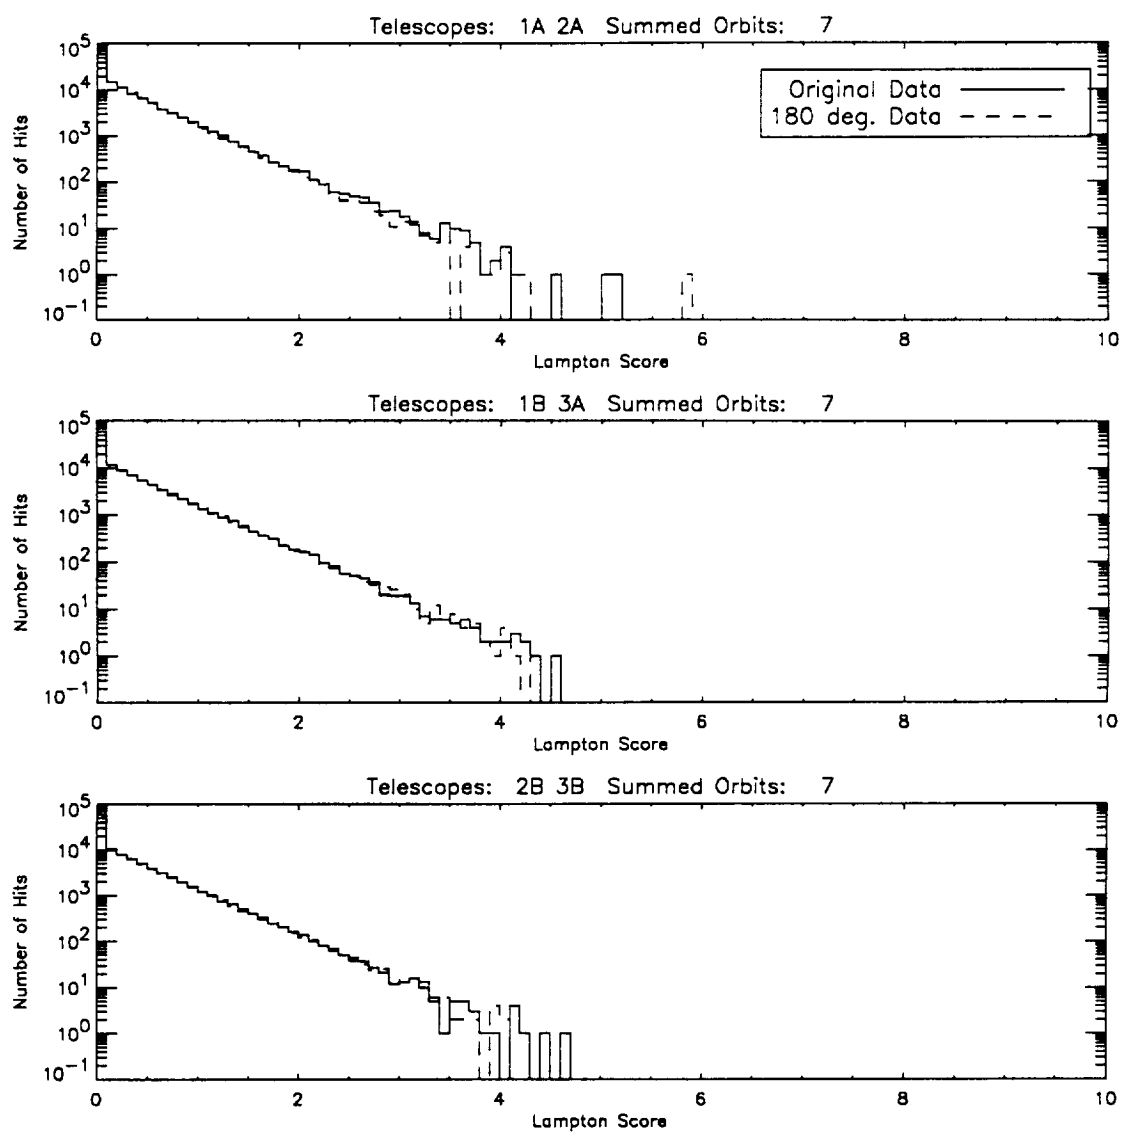 Telescopes: 1A 2A Summed Orbits: 7
10^5
10^4
10^3
10^2
10^1
10^0
10^-1
Number of Hits
Original Data
180 deg. Data
0 2 4 6 8 10
Lampton Score
Telescopes: 1B 3A Summed Orbits: 7
10^5
10^4
10^3
10^2
10^1
10^0
10^-1
Number of Hits
0 2 4 6 8 10
Lampton Score
Telescopes: 2B 3B Summed Orbits: 7
10^5
10^4
10^3
10^2
10^1
10^0
10^-1
Number of Hits
0 2 4 6 8 10
Lampton Score